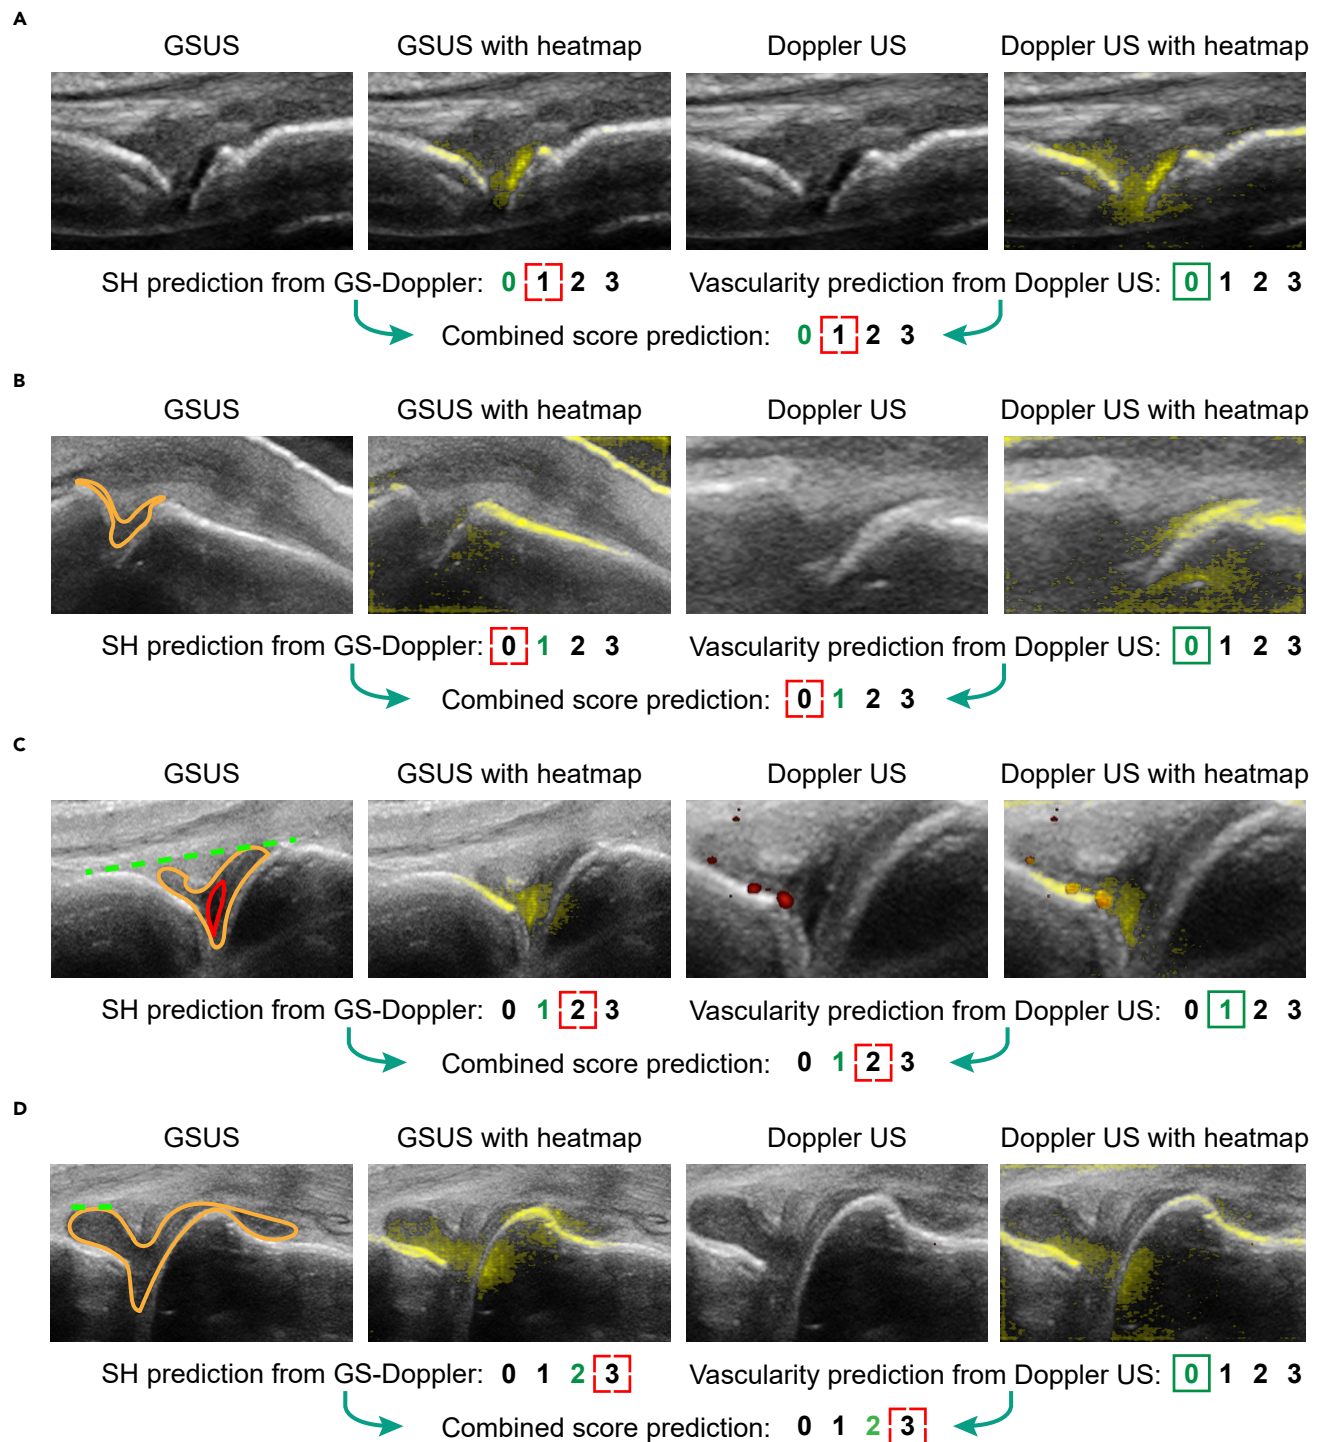 A
GSUS GSUS with heatmap Doppler US Doppler US with heatmap
SH prediction from GS-Doppler: 0 1 2 3 Vascularity prediction from Doppler US: 0 1 2 3
Combined score prediction: 0 1 2 3
B
GSUS GSUS with heatmap Doppler US Doppler US with heatmap
SH prediction from GS-Doppler: 0 1 2 3 Vascularity prediction from Doppler US: 0 1 2 3
Combined score prediction: 0 1 2 3
C
GSUS GSUS with heatmap Doppler US Doppler US with heatmap
SH prediction from GS-Doppler: 0 1 2 3 Vascularity prediction from Doppler US: 0 1 2 3
Combined score prediction: 0 1 2 3
D
GSUS GSUS with heatmap Doppler US Doppler US with heatmap
SH prediction from GS-Doppler: 0 1 2 3 Vascularity prediction from Doppler US: 0 1 2 3
Combined score prediction: 0 1 2 3